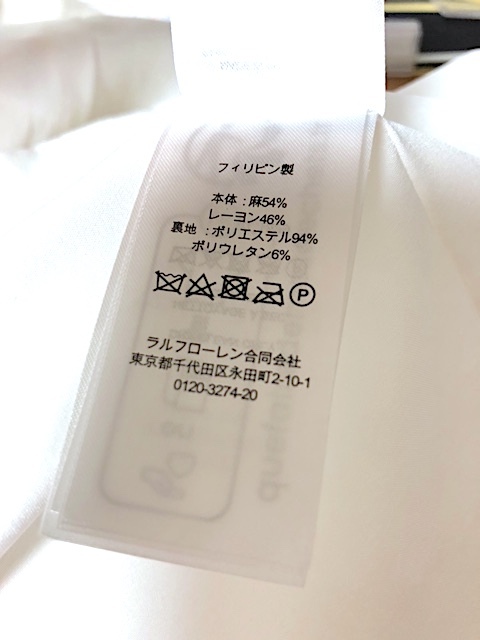 フィリピン製
本体 : 麻54%
レーヨン46%
裏地 : ポリエステル94%
ポリウレタン6%
P
ラルフローレン合同会社
東京都千代田区永田町2-10-1
0120-3274-20